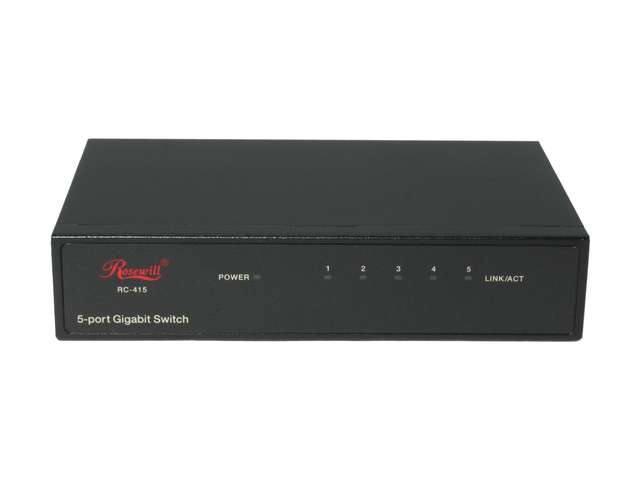 Rosewill®
RC-415
POWER
1 2 3 4 5
LINK/ACT
5-port Gigabit Switch